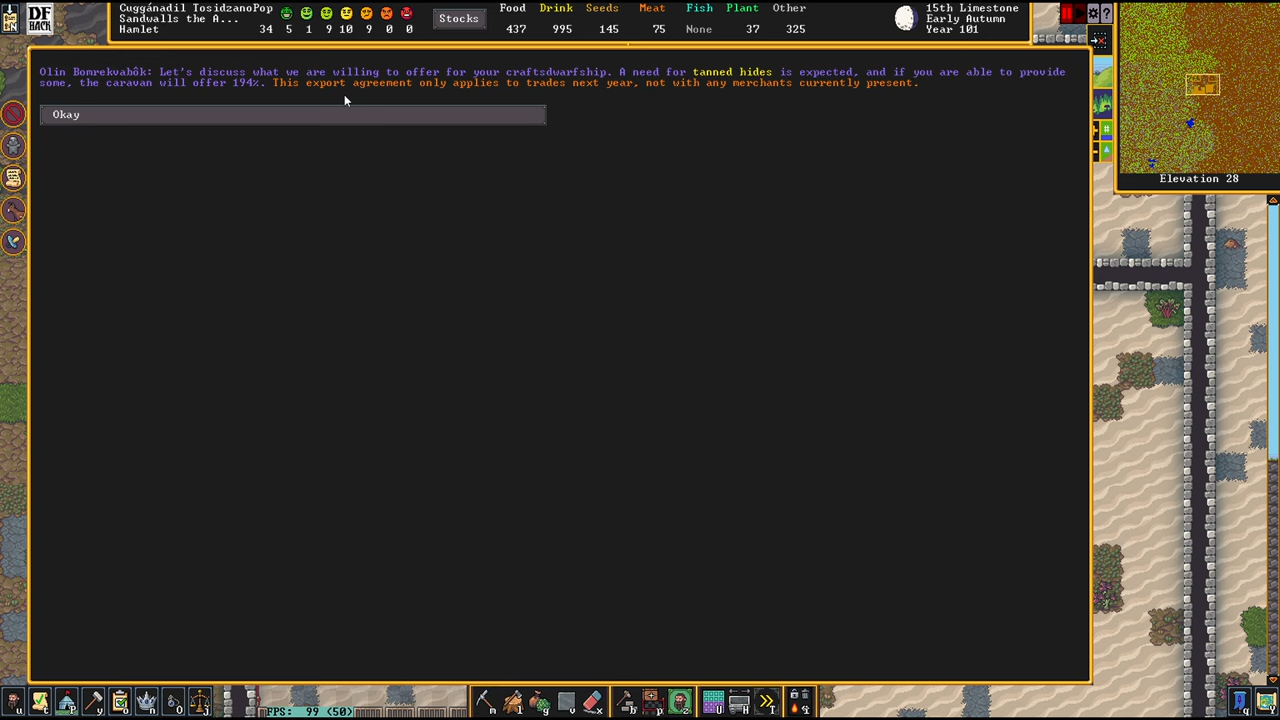 DF
HACK
Cuggánadil TosidzanoPop
Sandwalls the A...
Hamlet 34 5 1 9 10 9 0 0
Stocks
Food Drink Seeds Meat Fish Plant Other
437 995 145 75 None 37 325
15th Limestone
Early Autumn
Year 101
?
Elevation 28
Olin Bomrekvabôk: Let's discuss what we are willing to offer for your craftsdwarfship. A need for tanned hides is expected, and if you are able to provide
some, the caravan will offer 194%. This export agreement only applies to trades next year, not with any merchants currently present.
Okay
FPS: 99 (50)